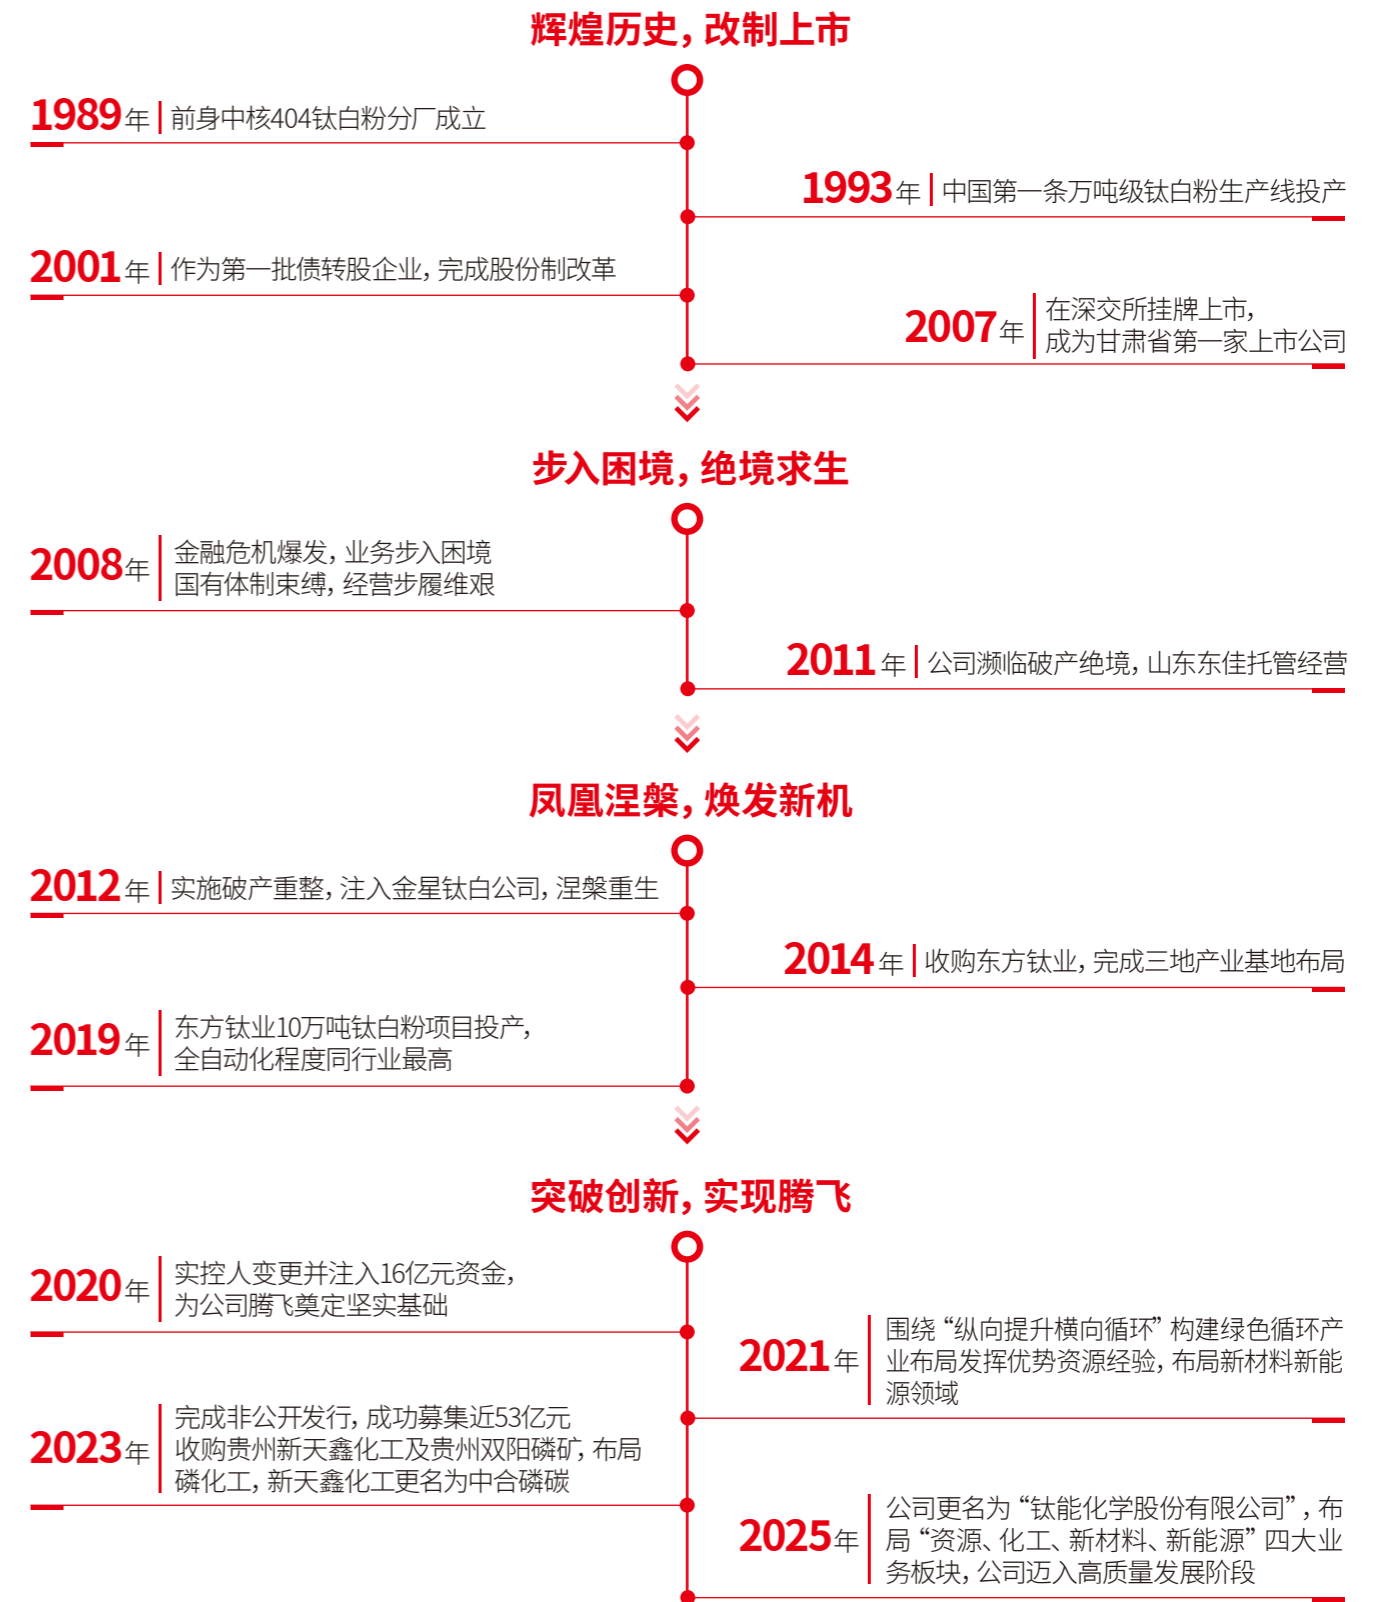 辉煌历史，改制上市
1989年 前身中核404钛白粉分厂成立
1993年 中国第一条万吨级钛白粉生产线投产
2001年 作为第一批债转股企业，完成股份制改革
2007年 在深交所挂牌上市，
成为甘肃省第一家上市公司
步入困境，绝境求生
2008年 金融危机爆发，业务步入困境
国有体制束缚，经营步履维艰
2011年 公司濒临破产绝境，山东东佳托管经营
凤凰涅槃，焕发新机
2012年 实施破产重整，注入金星钛白公司，涅槃重生
2014年 收购东方钛业，完成三地产业基地布局
2019年 东方钛业10万吨钛白粉项目投产，
全自动化程度同行业最高
突破创新，实现腾飞
2020年 实控人变更并注入16亿元资金，
为公司腾飞奠定坚实基础
2021年 围绕“纵向提升横向循环”构建绿色循环产
业布局发挥优势资源经验，布局新材料新能
源领域
2023年 完成非公开发行，成功募集近53亿元
收购贵州新天鑫化工及贵州双阳磷矿，布局
磷化工，新天鑫化工更名为中合磷碳
2025年 公司更名为“钛能化学股份有限公司”，布
局“资源、化工、新材料、新能源”四大业
务板块，公司迈入高质量发展阶段